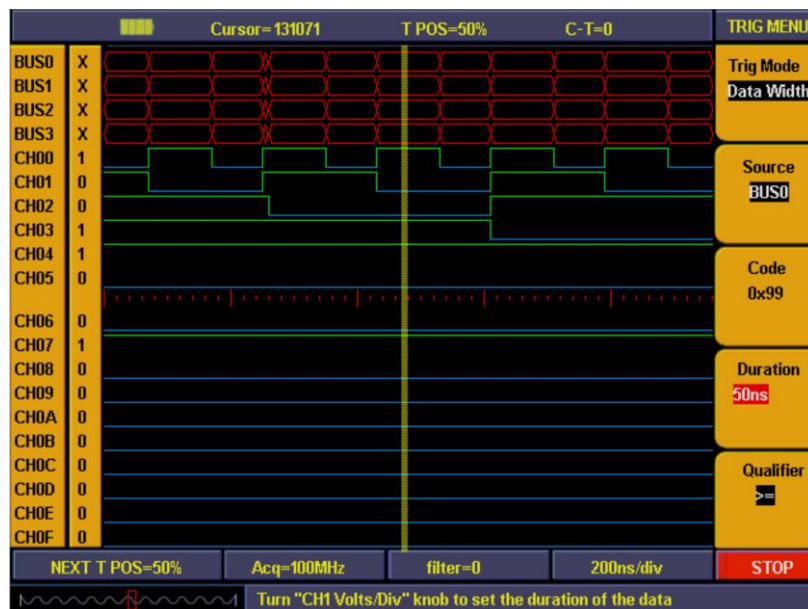 Cursor=131071 T POS=50% C-T=0 TRIG MENU
BUS0 X
BUS1 X
BUS2 X
BUS3 X
CH00 1
CH01 0
CH02 0
CH03 1
CH04 1
CH05 0
CH06 0
CH07 1
CH08 0
CH09 0
CH0A 0
CH0B 0
CH0C 0
CH0D 0
CH0E 0
CH0F 0
Trig Mode
Data Width
Source
BUS0
Code
0x99
Duration
50ns
Qualifier
>=
NEXT T POS=50% Acq=100MHz filter=0 200ns/div STOP
Turn "CH1 Volts/Div" knob to set the duration of the data